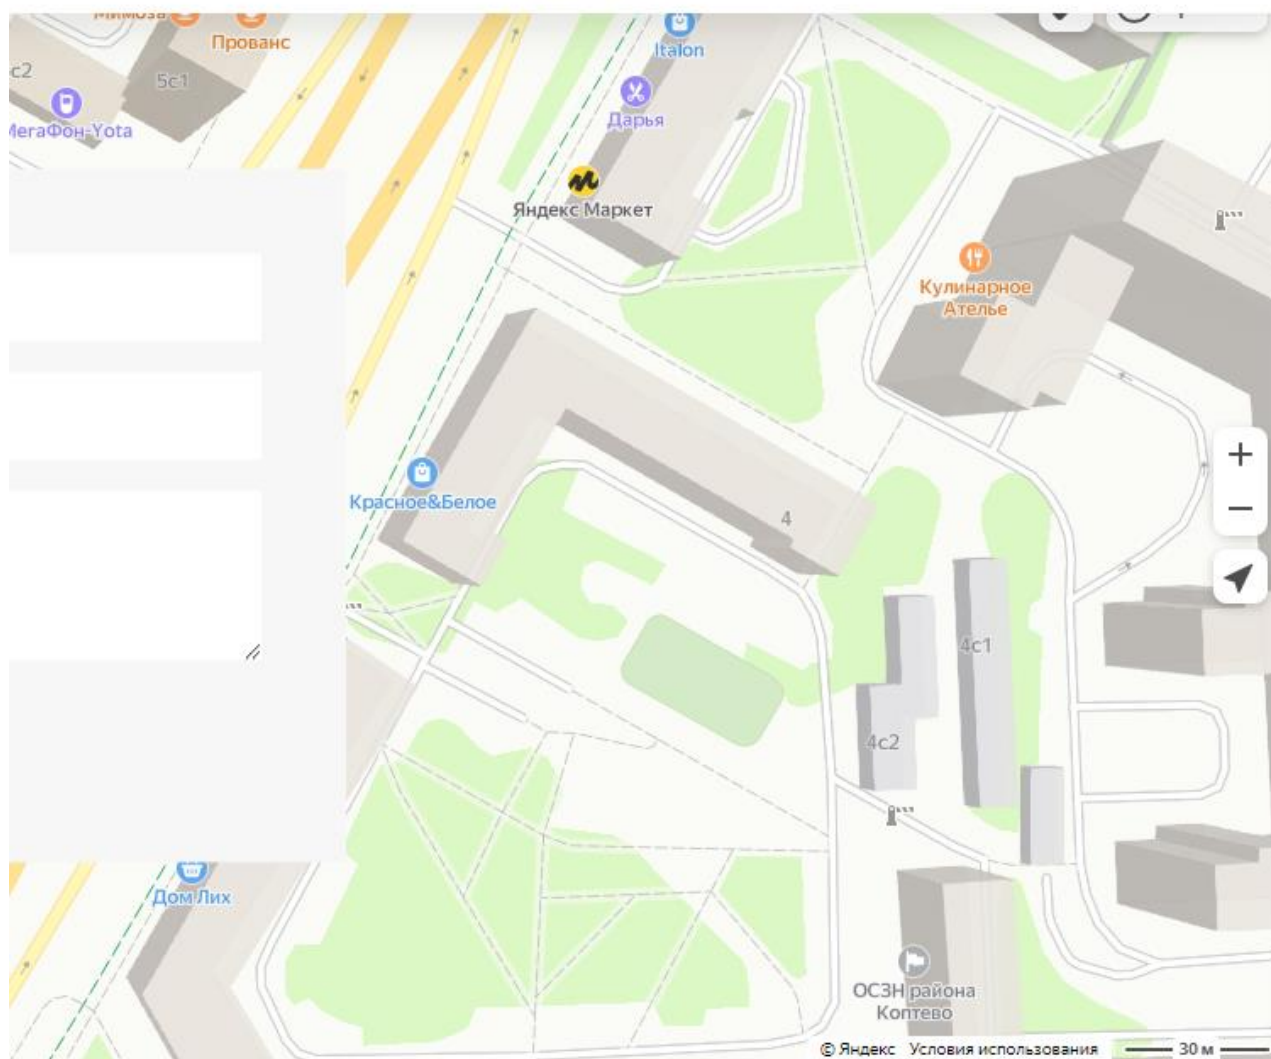 Мимоза
Прованс
Italon
с2
5с1
МегаФон-Yota
Дарья
Яндекс Маркет
Кулинарное
Ателье
Красное&Белое
4
4с1
4с2
Дом Лих
ОСЗН района
Коптево
© Яндекс Условия использования 30 м